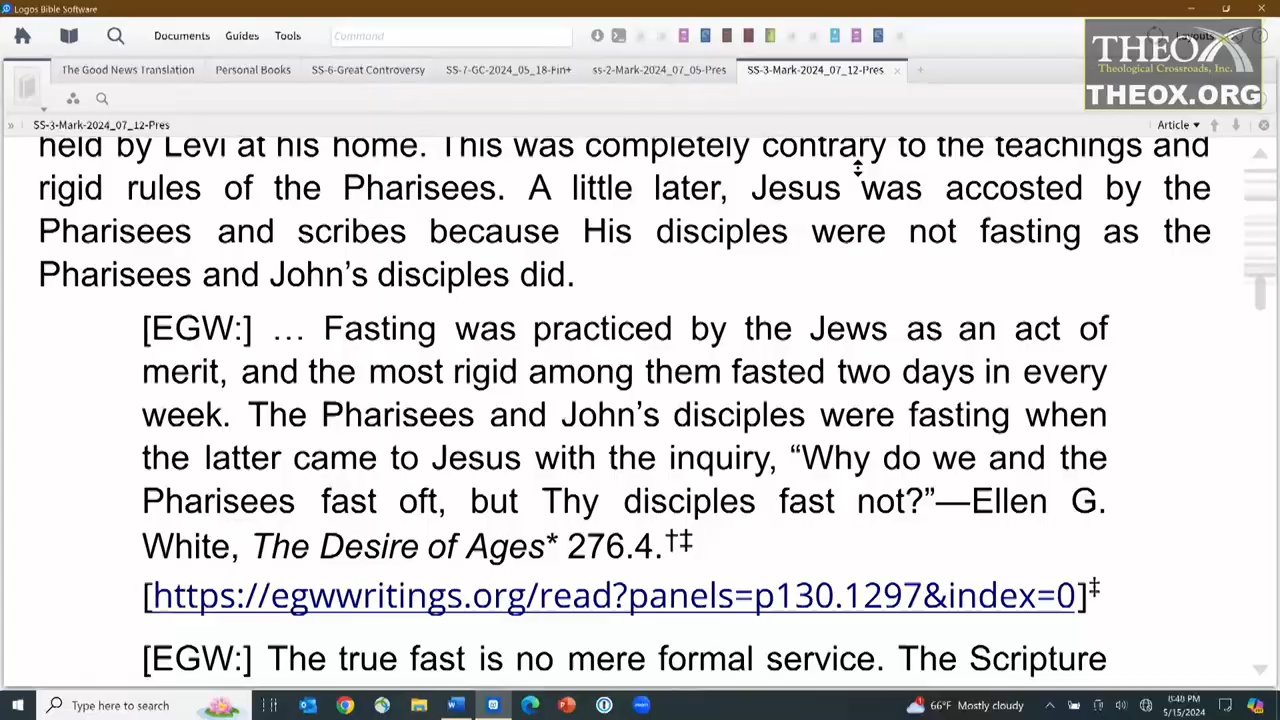 Logos Bible Software
Documents Guides Tools Command Layouts
THEOX
Theological Crossroads, Inc.
THEOX.ORG
The Good News Translation Personal Books SS-6-Great Controversy 05_18-Fin+ ss-2-Mark-2024_07_05-Pres SS-3-Mark-2024_07_12-Pres
» SS-3-Mark-2024_07_12-Pres Article
held by Levi at his home. This was completely contrary to the teachings and
rigid rules of the Pharisees. A little later, Jesus was accosted by the
Pharisees and scribes because His disciples were not fasting as the
Pharisees and John’s disciples did.
[EGW:] … Fasting was practiced by the Jews as an act of
merit, and the most rigid among them fasted two days in every
week. The Pharisees and John’s disciples were fasting when
the latter came to Jesus with the inquiry, “Why do we and the
Pharisees fast oft, but Thy disciples fast not?”—Ellen G.
White, The Desire of Ages* 276.4.†‡
[https://egwwritings.org/read?panels=p130.1297&index=0]‡
[EGW:] The true fast is no mere formal service. The Scripture
Type here to search 66°F Mostly cloudy 8:48 PM
5/15/2024